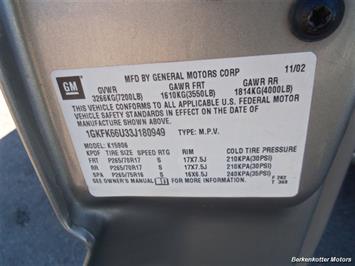 GM
MFD BY GENERAL MOTORS CORP 11/02
GVWR GAWR FRT GAWR RR
3266KG(7200LB) 1610KG(3550LB) 1814KG(4000LB)
THIS VEHICLE CONFORMS TO ALL APPLICABLE U.S. FEDERAL MOTOR
VEHICLE SAFETY STANDARDS IN EFFECT ON THE DATE OF
MANUFACTURE SHOWN ABOVE.
1GKFK66U33J180949 TYPE: M.P.V.
MODEL: K15906
KPDF TIRE SIZE SPEED RTG RIM COLD TIRE PRESSURE
FRT P265/70R17 S 17X7.5J 210KPA(30PSI)
RR P265/70R17 S 17X7.5J 210KPA(30PSI)
SPA P265/75R16 S 16X6.5J 240KPA(35PSI)
SEE OWNER'S MANUAL
Berkenkotter Motors